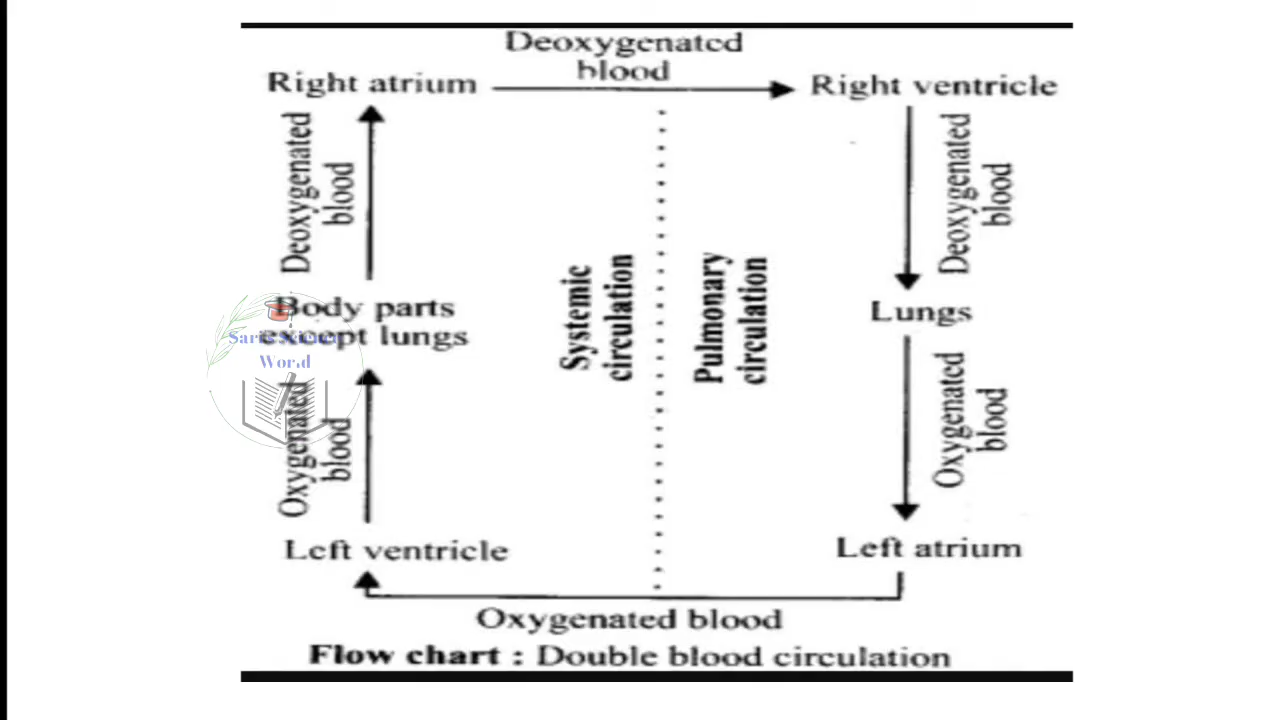 Deoxygenated
blood
Right atrium
Right ventricle
Deoxygenated
blood
Deoxygenated
blood
Systemic
circulation
Pulmonary
circulation
Body parts
except lungs
Lungs
World
Oxygenated
blood
Oxygenated
blood
Left ventricle
Left atrium
Oxygenated blood
Flow chart : Double blood circulation